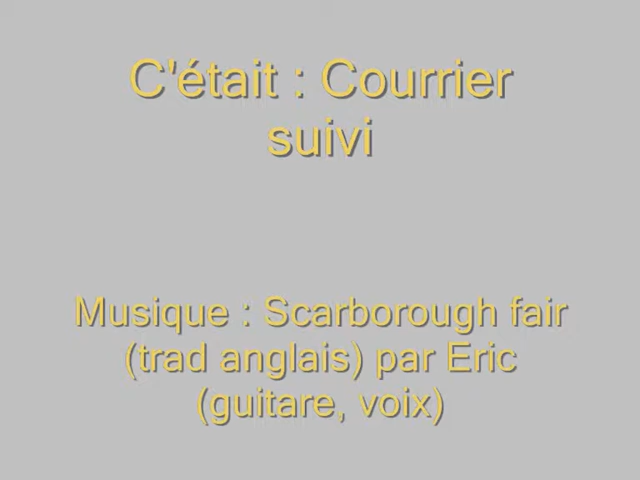 C'était : Courrier
suivi
Musique : Scarborough fair
(trad anglais) par Eric
(guitare, voix)